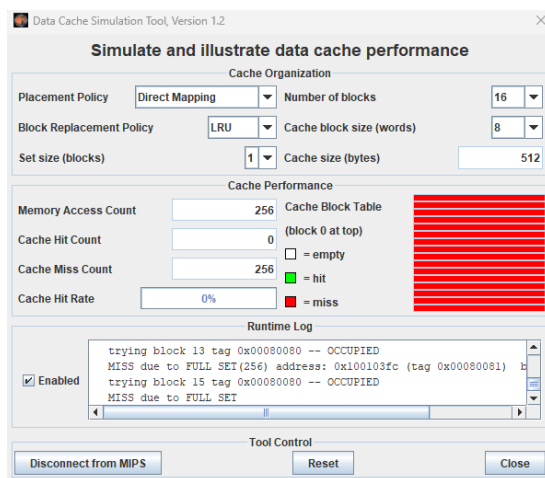 Data Cache Simulation Tool, Version 1.2
Simulate and illustrate data cache performance
Cache Organization
Placement Policy Direct Mapping Number of blocks 16
Block Replacement Policy LRU Cache block size (words) 8
Set size (blocks) 1 Cache size (bytes) 512
Cache Performance
Memory Access Count 256 Cache Block Table
(block 0 at top)
Cache Hit Count 0
= empty
Cache Miss Count 256
= hit
Cache Hit Rate 0%
= miss
Runtime Log
Enabled
trying block 13 tag 0x00080080 -- OCCUPIED
MISS due to FULL SET(256) address: 0x100103fc (tag 0x00080081) b
trying block 15 tag 0x00080080 -- OCCUPIED
MISS due to FULL SET
Tool Control
Disconnect from MIPS Reset Close